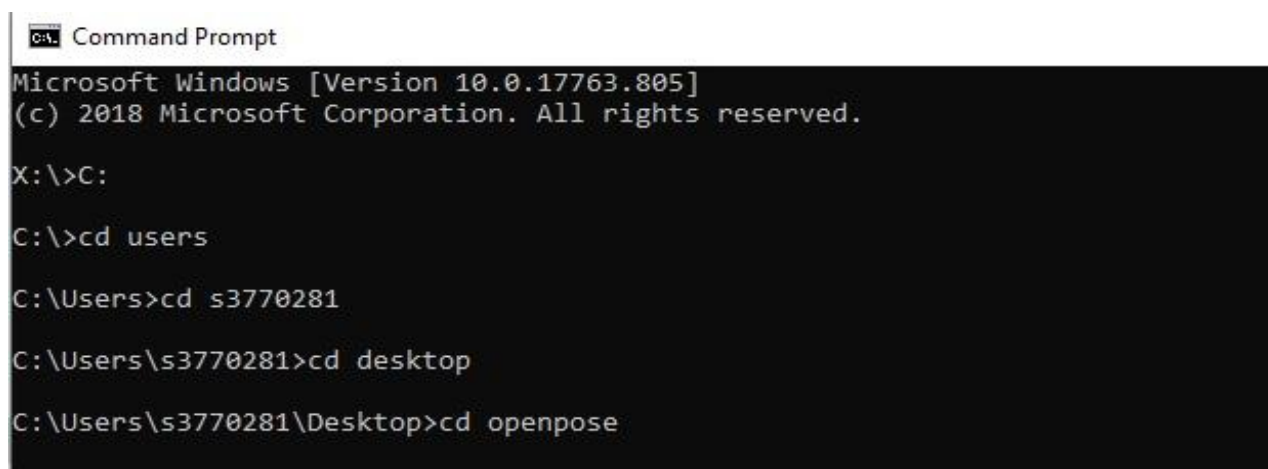 Command Prompt
Microsoft Windows [Version 10.0.17763.805]
(c) 2018 Microsoft Corporation. All rights reserved.
X:\>C:
C:\>cd users
C:\Users>cd s3770281
C:\Users\s3770281>cd desktop
C:\Users\s3770281\Desktop>cd openpose